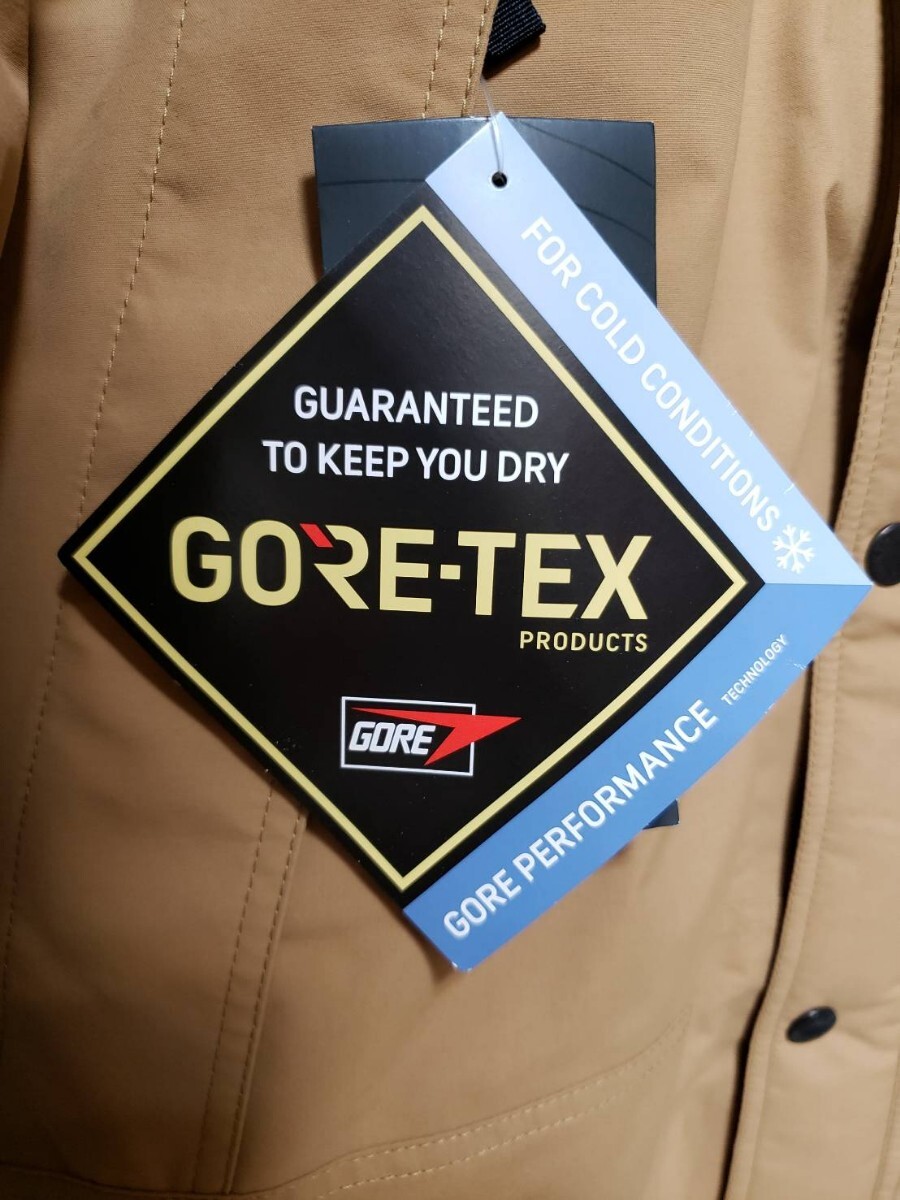 FOR COLD CONDITIONS
GUARANTEED
TO KEEP YOU DRY
GORE-TEX
PRODUCTS
GORE
GORE PERFORMANCE TECHNOLOGY